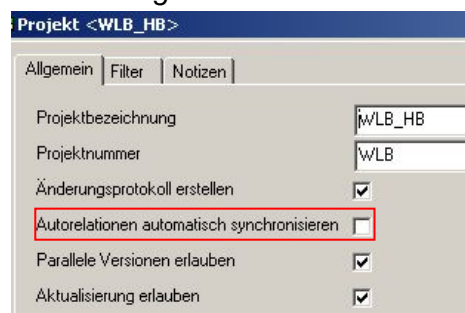 Projekt <WLB_HB>
Allgemein Filter Notizen
Projektbezeichnung WLB_HB
Projektnummer WLB
Änderungsprotokoll erstellen
Autorelationen automatisch synchronisieren
Parallele Versionen erlauben
Aktualisierung erlauben